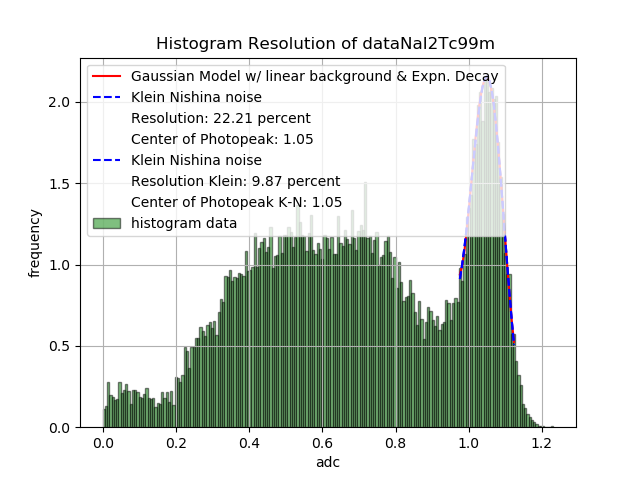 Histogram Resolution of dataNaI2Tc99m
Gaussian Model w/ linear background & Expn. Decay
Klein Nishina noise
Resolution: 22.21 percent
Center of Photopeak: 1.05
Klein Nishina noise
Resolution Klein: 9.87 percent
Center of Photopeak K-N: 1.05
histogram data
frequency
2.0
1.5
1.0
0.5
0.0
0.0 0.2 0.4 0.6 0.8 1.0 1.2
adc